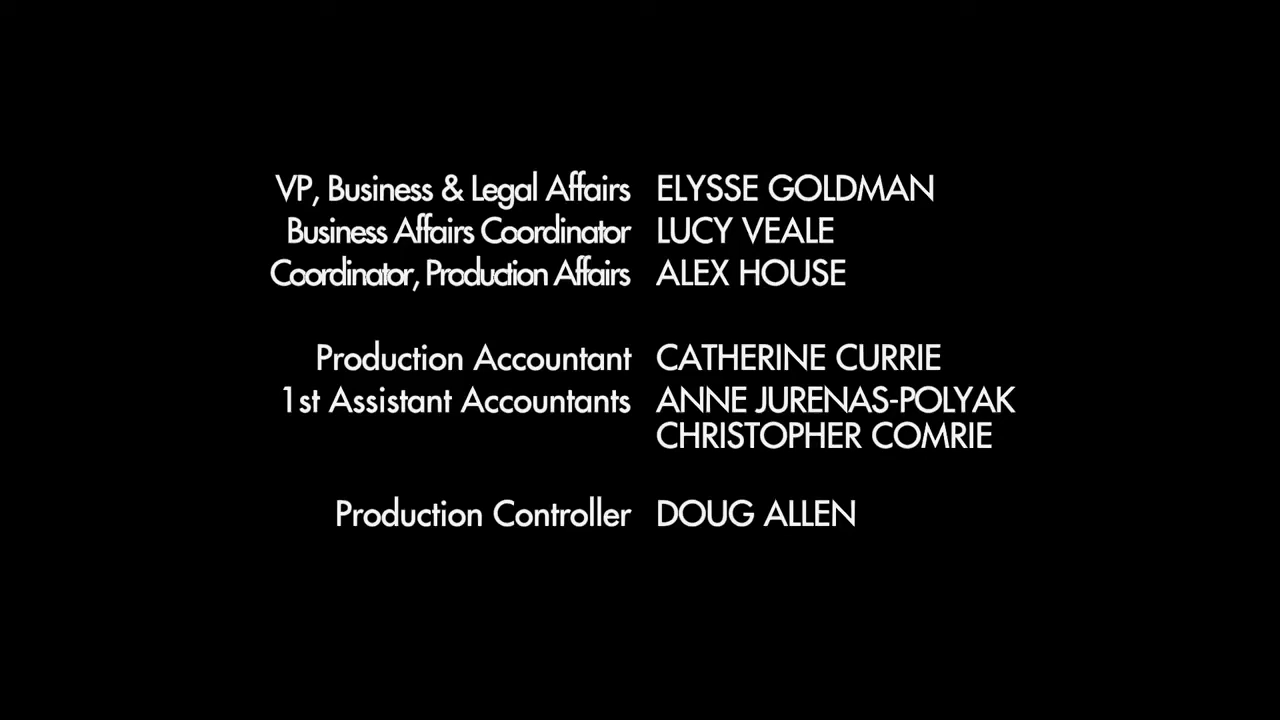 VP, Business & Legal Affairs ELYSSE GOLDMAN
Business Affairs Coordinator LUCY VEALE
Coordinator, Production Affairs ALEX HOUSE
Production Accountant CATHERINE CURRIE
1st Assistant Accountants ANNE JURENAS-POLYAK
CHRISTOPHER COMRIE
Production Controller DOUG ALLEN